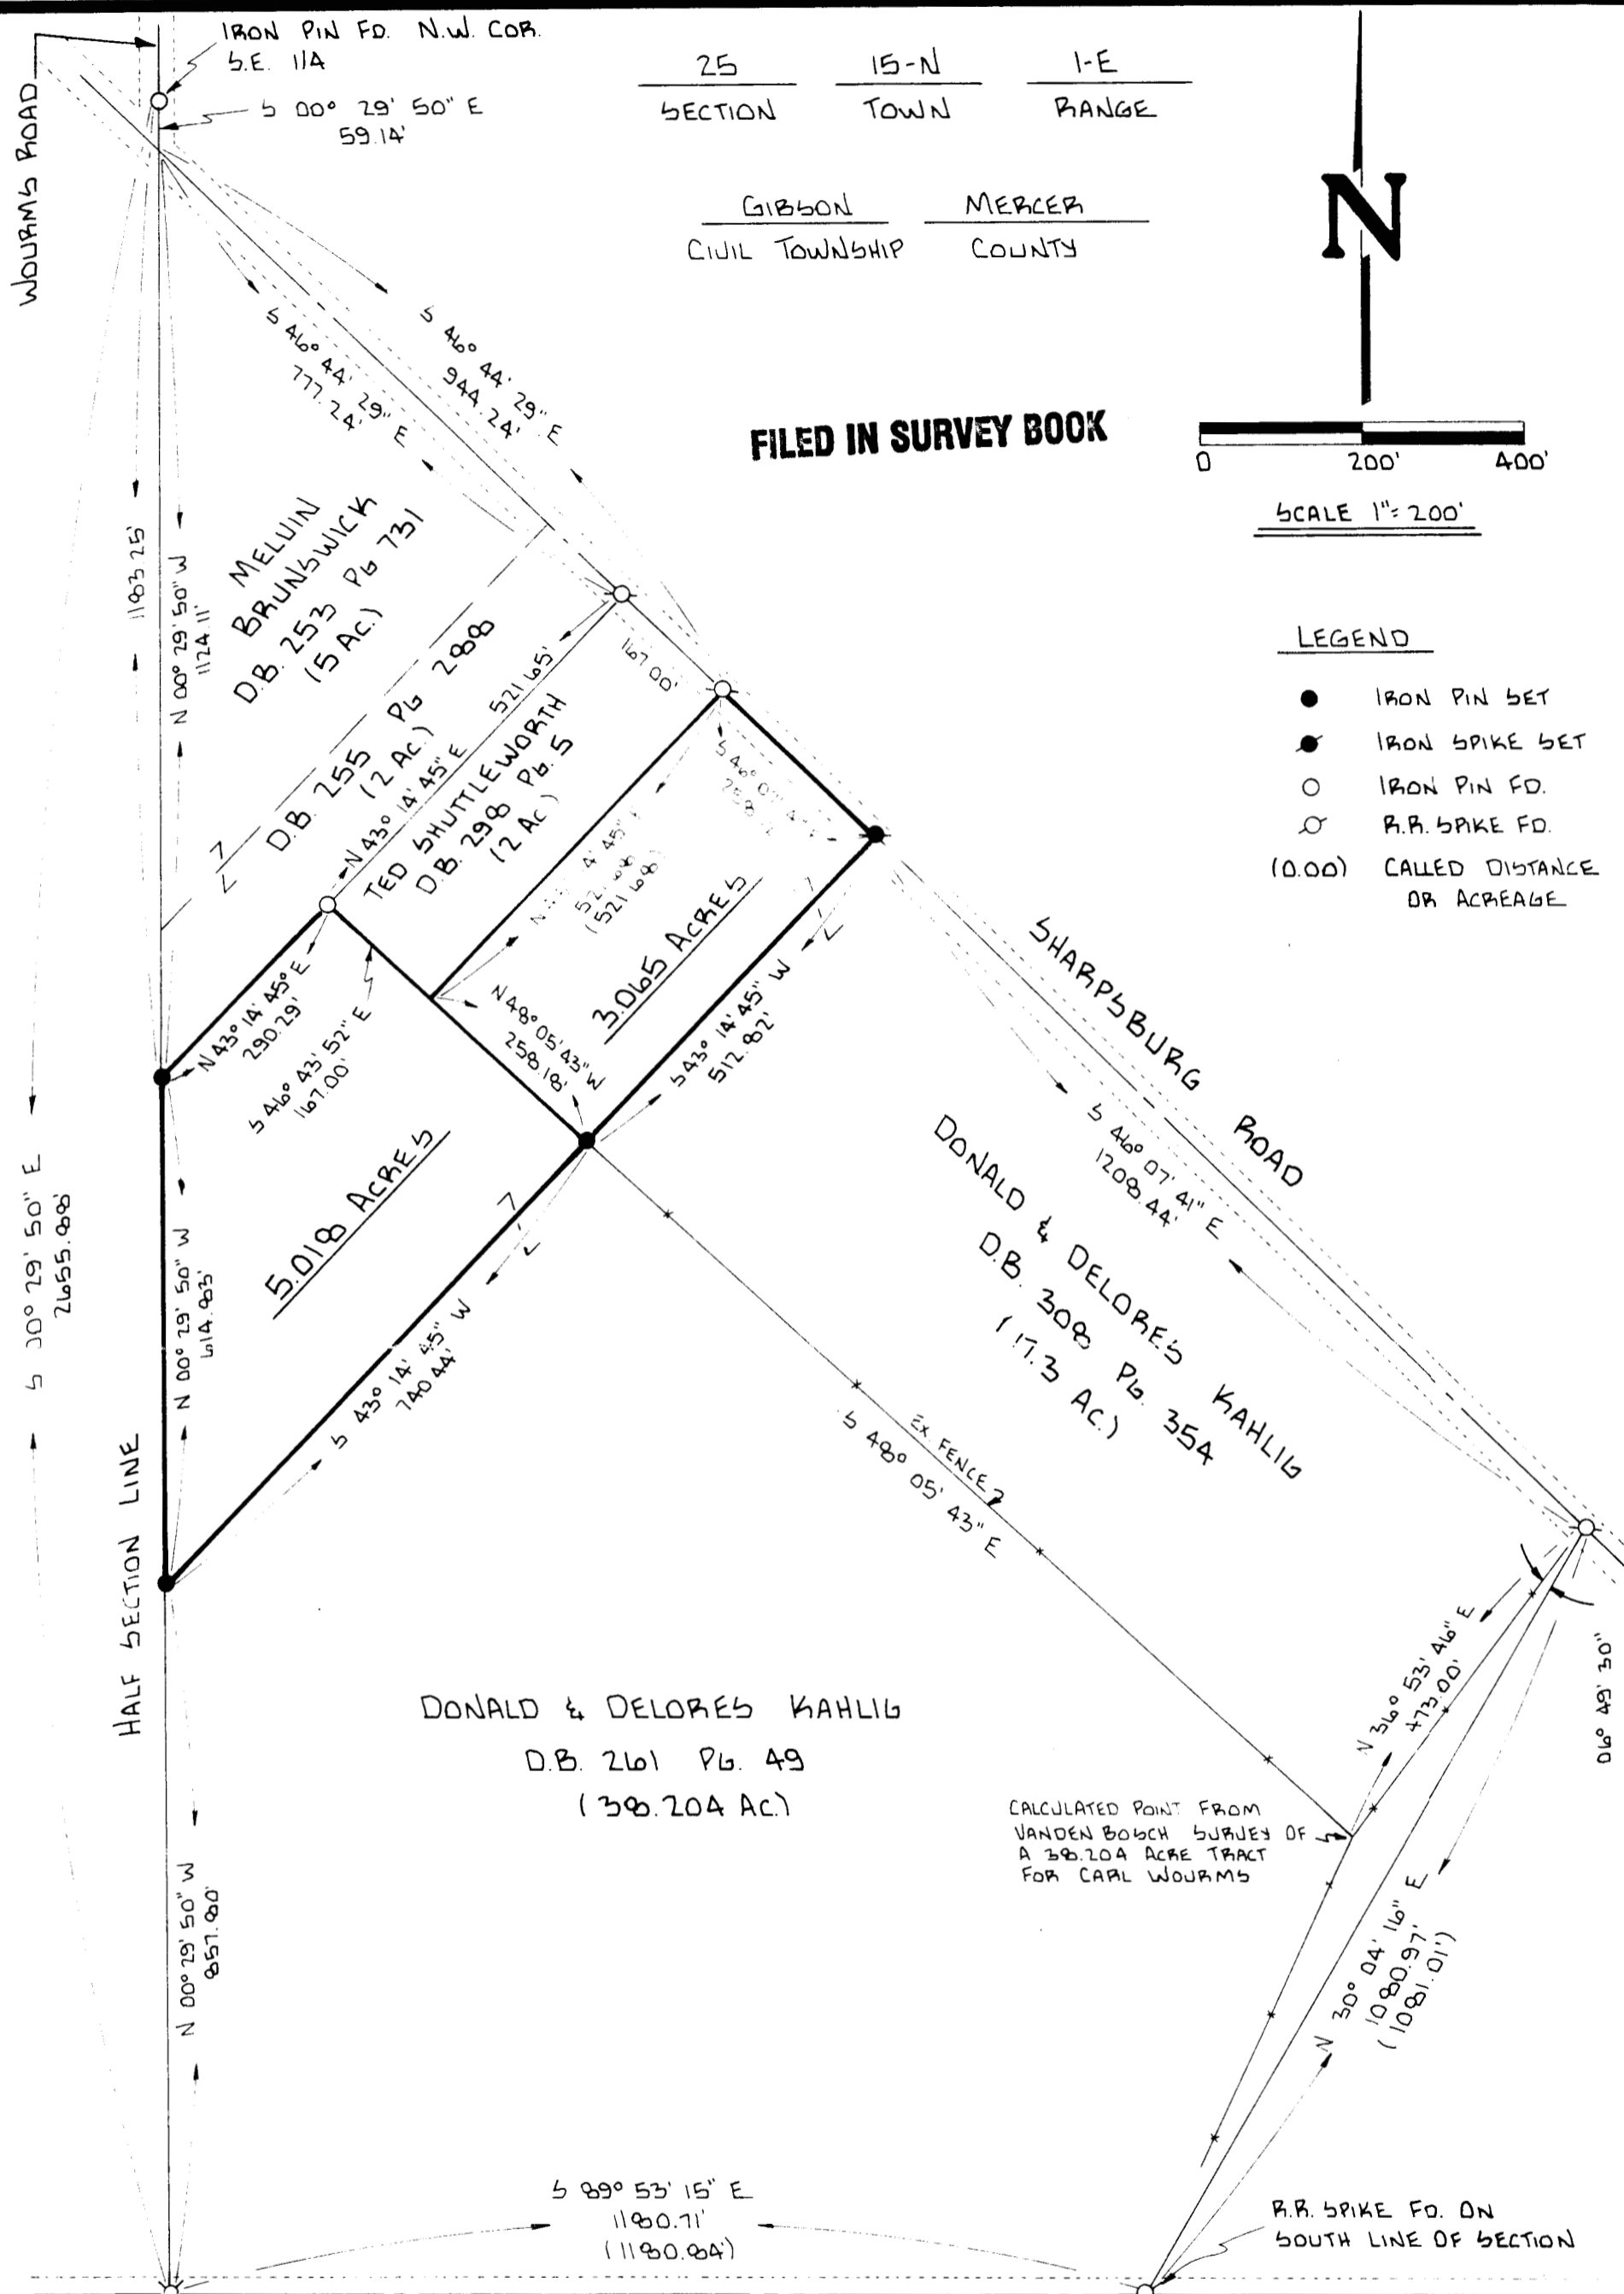 IRON PIN FD. N.W. COR.
S.E. 1/4
S 00° 29' 50" E
59.14'
25
SECTION
15-N
TOWN
1-E
RANGE
GIBSON
CIVIL TOWNSHIP
MERCER
COUNTY
N
WOURMS ROAD
S 46° 44' 29" E
777.24'
S 46° 44' 29" E
944.24'
FILED IN SURVEY BOOK
0 200' 400'
SCALE 1"= 200'
LEGEND
IRON PIN SET
IRON SPIKE SET
IRON PIN FD.
R.R. SPIKE FD.
(0.00) CALLED DISTANCE
OR ACREAGE
1183.25'
N 00° 29' 50" W
1124.11'
MELVIN
BRUNSWICK
D.B. 253 PG 731
(5 AC.)
D.B. 255 PG 288
(2 AC.)
N 43° 14' 45" E 521.65'
TED SHUTTLEWORTH
D.B. 298 PG. 5
(2 AC)
167.00'
(521.68)
3.065 ACRES
S 43° 14' 45" W
512.82'
N 48° 05' 43" W
258.18'
N 43° 14' 45" E
290.29'
S 46° 43' 52" E
167.00'
5.018 ACRES
N 00° 29' 50" W
614.83'
S 43° 14' 45" W
740.44'
S 00° 29' 50" E
2655.88'
HALF SECTION LINE
SHARPSBURG ROAD
S 46° 07' 41" E
1208.44'
DONALD & DELORES KAHLIG
D.B. 308 PG. 354
(17.3 AC.)
EX. FENCE
S 48° 05' 43" E
DONALD & DELORES KAHLIG
D.B. 261 PG. 49
(38.204 AC.)
N 36° 53' 46" E
473.00'
06° 49' 30"
CALCULATED POINT FROM
VANDEN BOSCH SURVEY OF
A 38.204 ACRE TRACT
FOR CARL WOURMS
N 30° 04' 16" E
1080.97'
(1081.01')
N 00° 29' 50" W
857.80'
S 89° 53' 15" E
1180.71'
(1180.84')
R.R. SPIKE FD. ON
SOUTH LINE OF SECTION